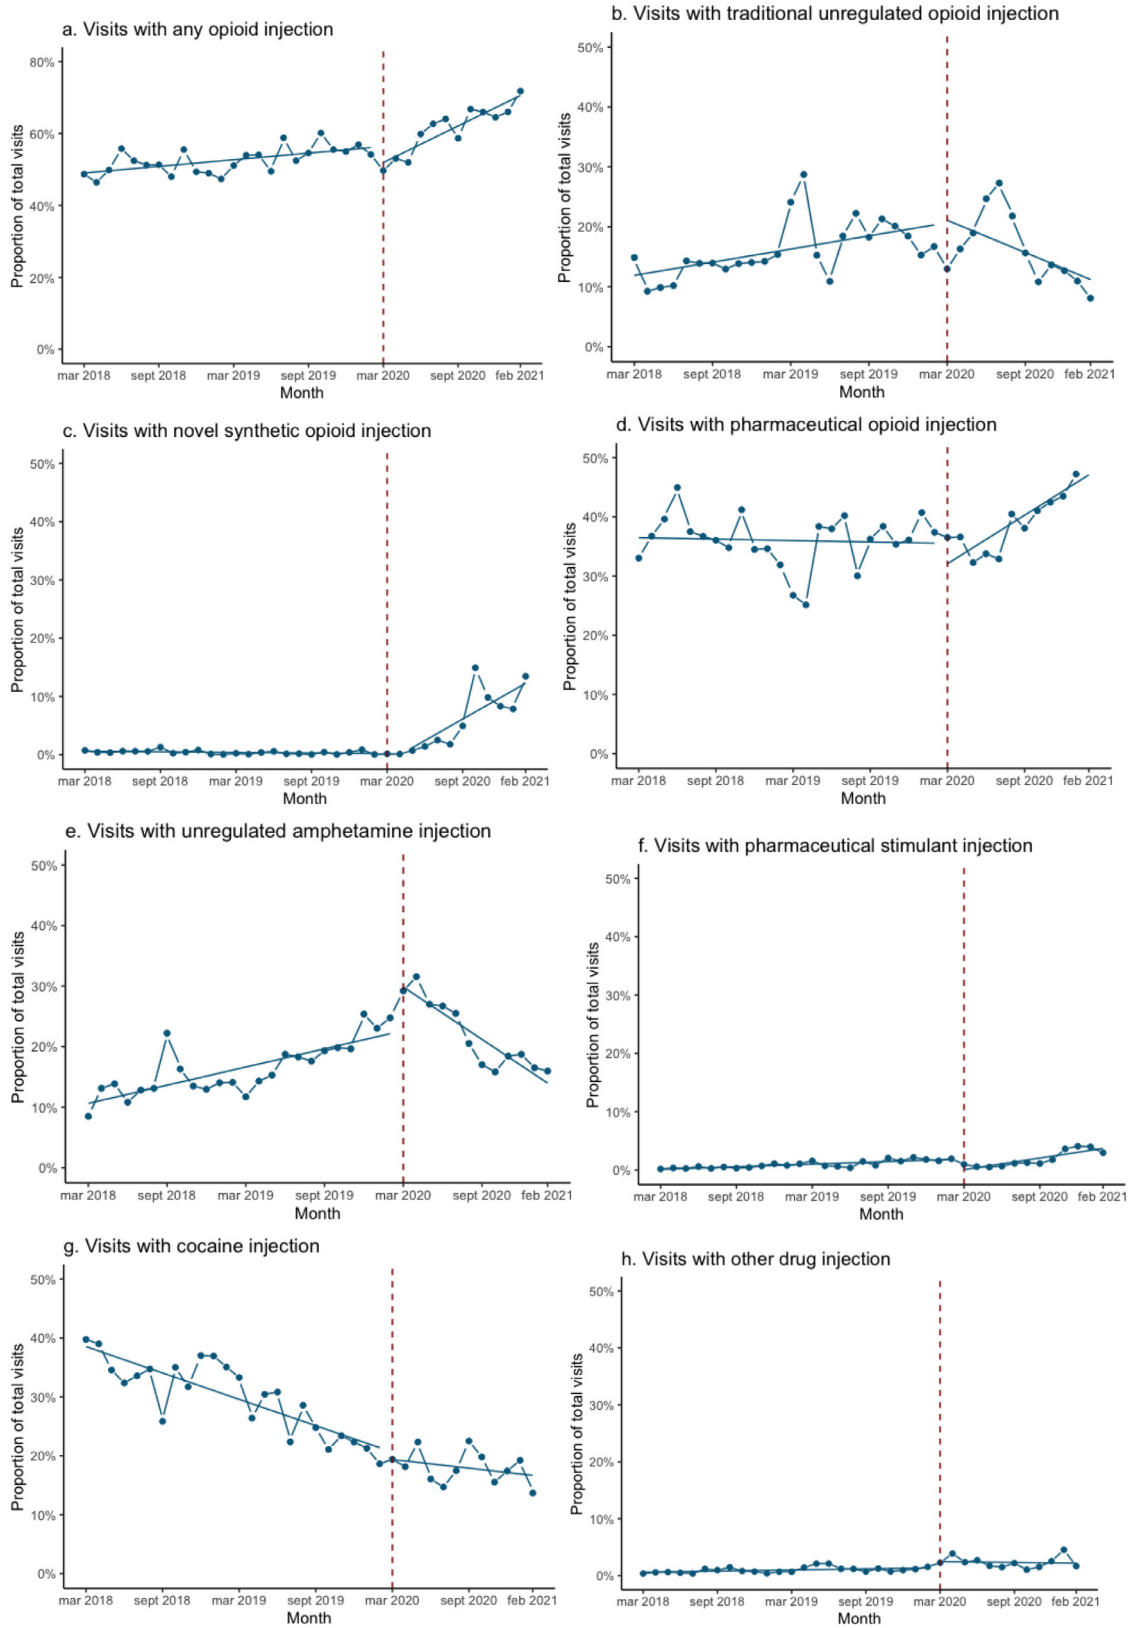 a. Visits with any opioid injection
Proportion of total visits
80%
60%
40%
20%
0%
mar 2018 sept 2018 mar 2019 sept 2019 mar 2020 sept 2020 feb 2021
Month
b. Visits with traditional unregulated opioid injection
Proportion of total visits
50%
40%
30%
20%
10%
0%
mar 2018 sept 2018 mar 2019 sept 2019 mar 2020 sept 2020 feb 2021
Month
c. Visits with novel synthetic opioid injection
Proportion of total visits
50%
40%
30%
20%
10%
0%
mar 2018 sept 2018 mar 2019 sept 2019 mar 2020 sept 2020 feb 2021
Month
d. Visits with pharmaceutical opioid injection
Proportion of total visits
50%
40%
30%
20%
10%
0%
mar 2018 sept 2018 mar 2019 sept 2019 mar 2020 sept 2020 feb 2021
Month
e. Visits with unregulated amphetamine injection
Proportion of total visits
50%
40%
30%
20%
10%
0%
mar 2018 sept 2018 mar 2019 sept 2019 mar 2020 sept 2020 feb 2021
Month
f. Visits with pharmaceutical stimulant injection
Proportion of total visits
50%
40%
30%
20%
10%
0%
mar 2018 sept 2018 mar 2019 sept 2019 mar 2020 sept 2020 feb 2021
Month
g. Visits with cocaine injection
Proportion of total visits
50%
40%
30%
20%
10%
0%
mar 2018 sept 2018 mar 2019 sept 2019 mar 2020 sept 2020 feb 2021
Month
h. Visits with other drug injection
Proportion of total visits
50%
40%
30%
20%
10%
0%
mar 2018 sept 2018 mar 2019 sept 2019 mar 2020 sept 2020 feb 2021
Month